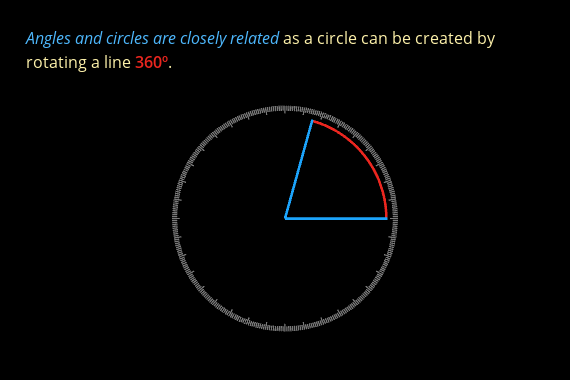 Angles and circles are closely related as a circle can be created by
rotating a line 360º.